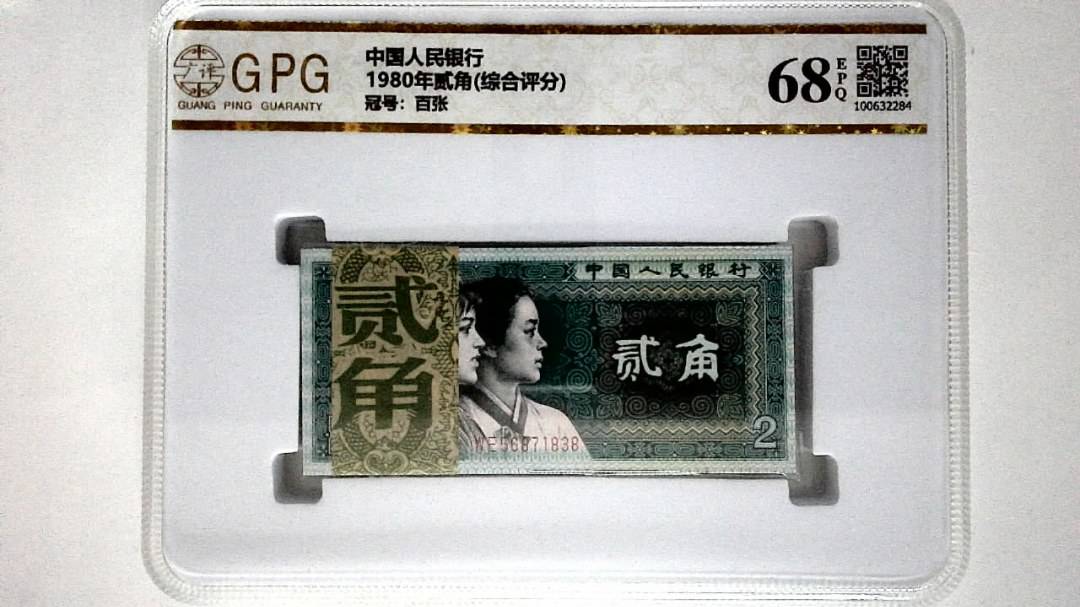 GPG
GUANG PING GUARANTY
中国人民银行
1980年贰角(综合评分)
冠号：百张
68
EPQ
100632284
贰角
中国人民银行
贰角
2